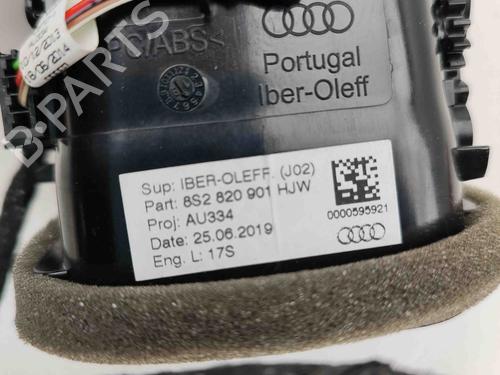 PC/ABS<
Portugal
Iber-Oleff
Sup: IBER-OLEFF. (J02)
Part: 8S2 820 901 HJW
Proj: AU334
Date: 25.06.2019
Eng. L: 17S
0000595921
B-PARTS